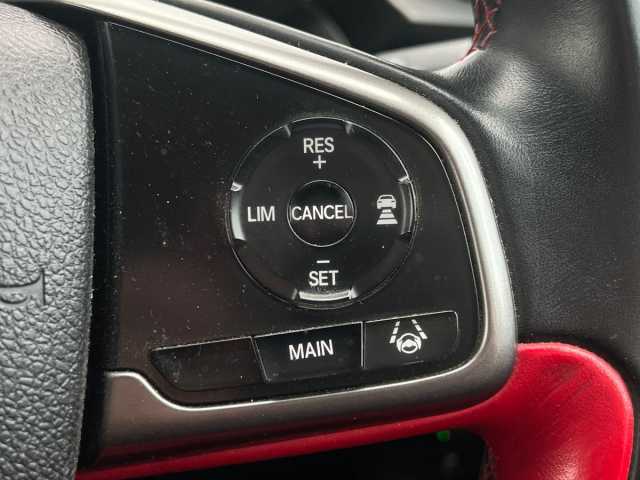 RES
+
LIM CANCEL
−
SET
MAIN